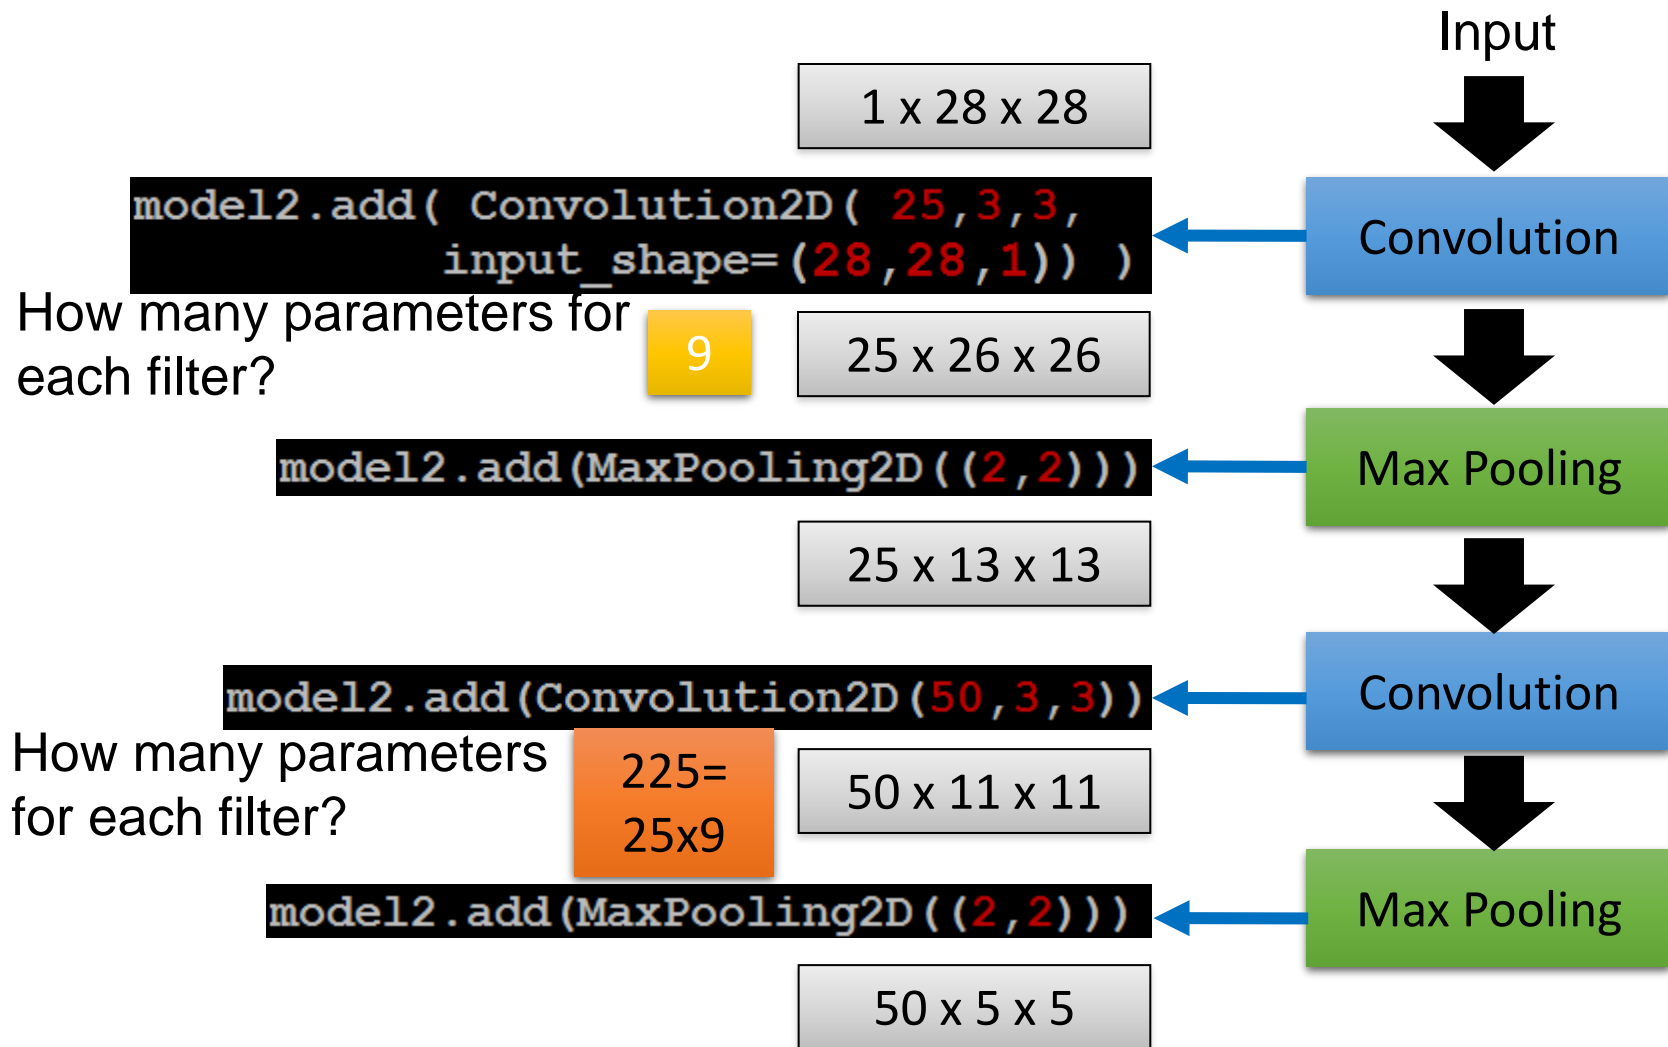 Input
1 x 28 x 28
model2.add( Convolution2D( 25,3,3,
input_shape=(28,28,1)) )
Convolution
How many parameters for
each filter?
9
25 x 26 x 26
model2.add(MaxPooling2D((2,2)))
Max Pooling
25 x 13 x 13
model2.add(Convolution2D(50,3,3))
Convolution
How many parameters
for each filter?
225=
25x9
50 x 11 x 11
model2.add(MaxPooling2D((2,2)))
Max Pooling
50 x 5 x 5